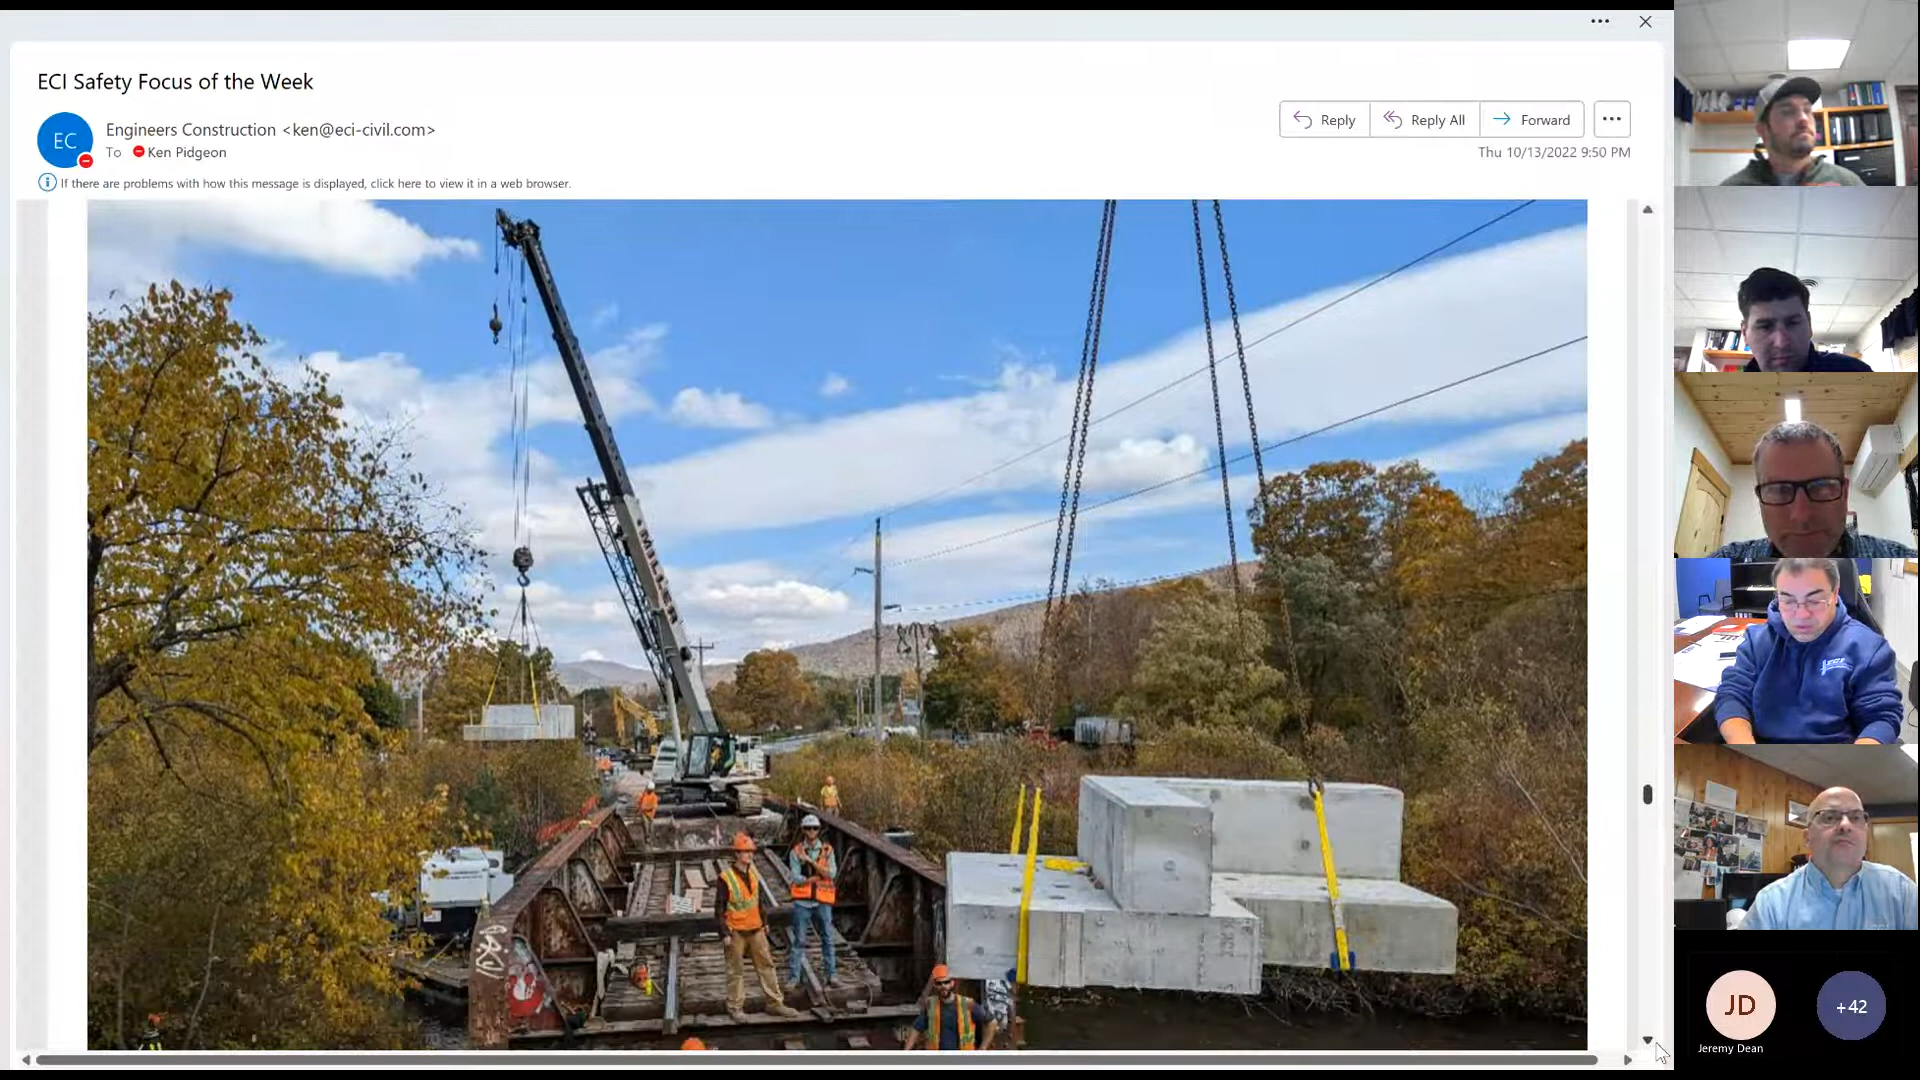 ECI Safety Focus of the Week
EC
Engineers Construction <ken@eci-civil.com>
To Ken Pidgeon
Reply
Reply All
Forward
Thu 10/13/2022 9:50 PM
If there are problems with how this message is displayed, click here to view it in a web browser.
JD
+42
Jeremy Dean